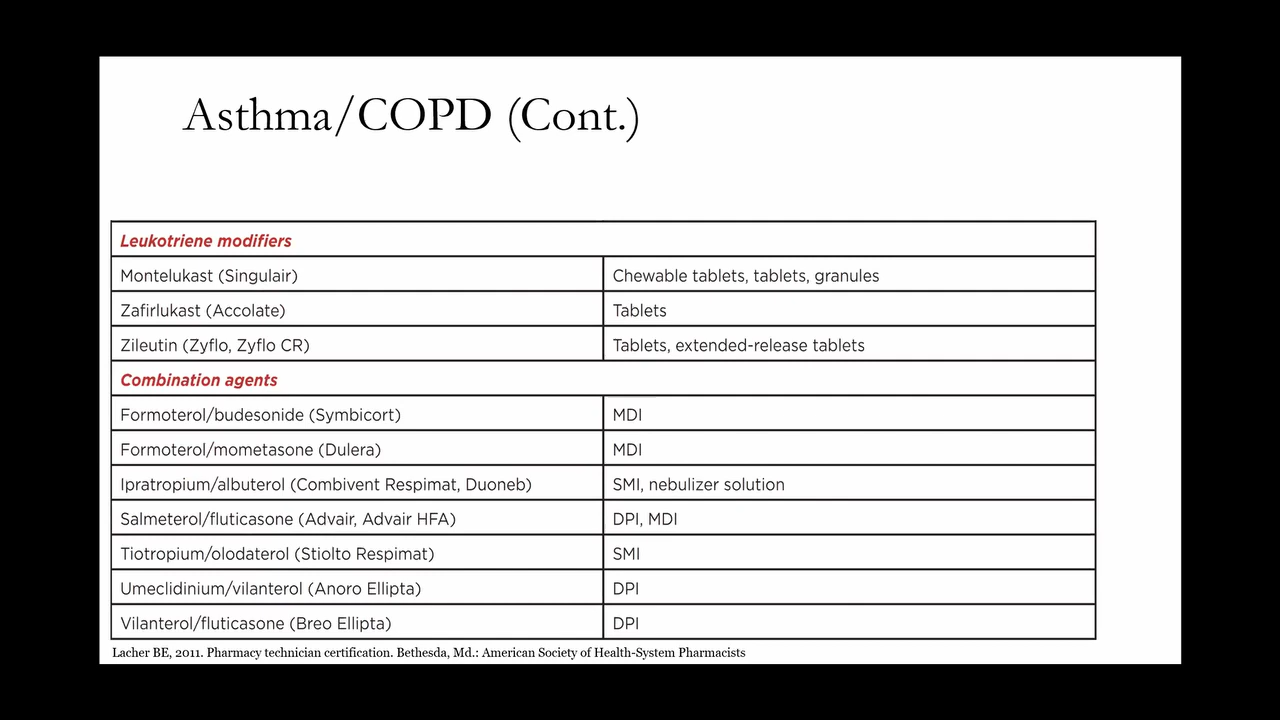 Asthma/COPD (Cont.)
Leukotriene modifiers
Montelukast (Singulair) Chewable tablets, tablets, granules
Zafirlukast (Accolate) Tablets
Zileutin (Zyflo, Zyflo CR) Tablets, extended-release tablets
Combination agents
Formoterol/budesonide (Symbicort) MDI
Formoterol/mometasone (Dulera) MDI
Ipratropium/albuterol (Combivent Respimat, Duoneb) SMI, nebulizer solution
Salmeterol/fluticasone (Advair, Advair HFA) DPI, MDI
Tiotropium/olodaterol (Stiolto Respimat) SMI
Umeclidinium/vilanterol (Anoro Ellipta) DPI
Vilanterol/fluticasone (Breo Ellipta) DPI
Lacher BE, 2011. Pharmacy technician certification. Bethesda, Md.: American Society of Health-System Pharmacists